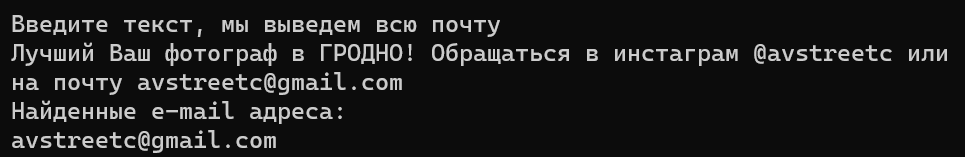 Введите текст, мы выведем всю почту
Лучший Ваш фотограф в ГРОДНО! Обращаться в инстаграм @avstreetc или
на почту avstreetc@gmail.com
Найденные e-mail адреса:
avstreetc@gmail.com